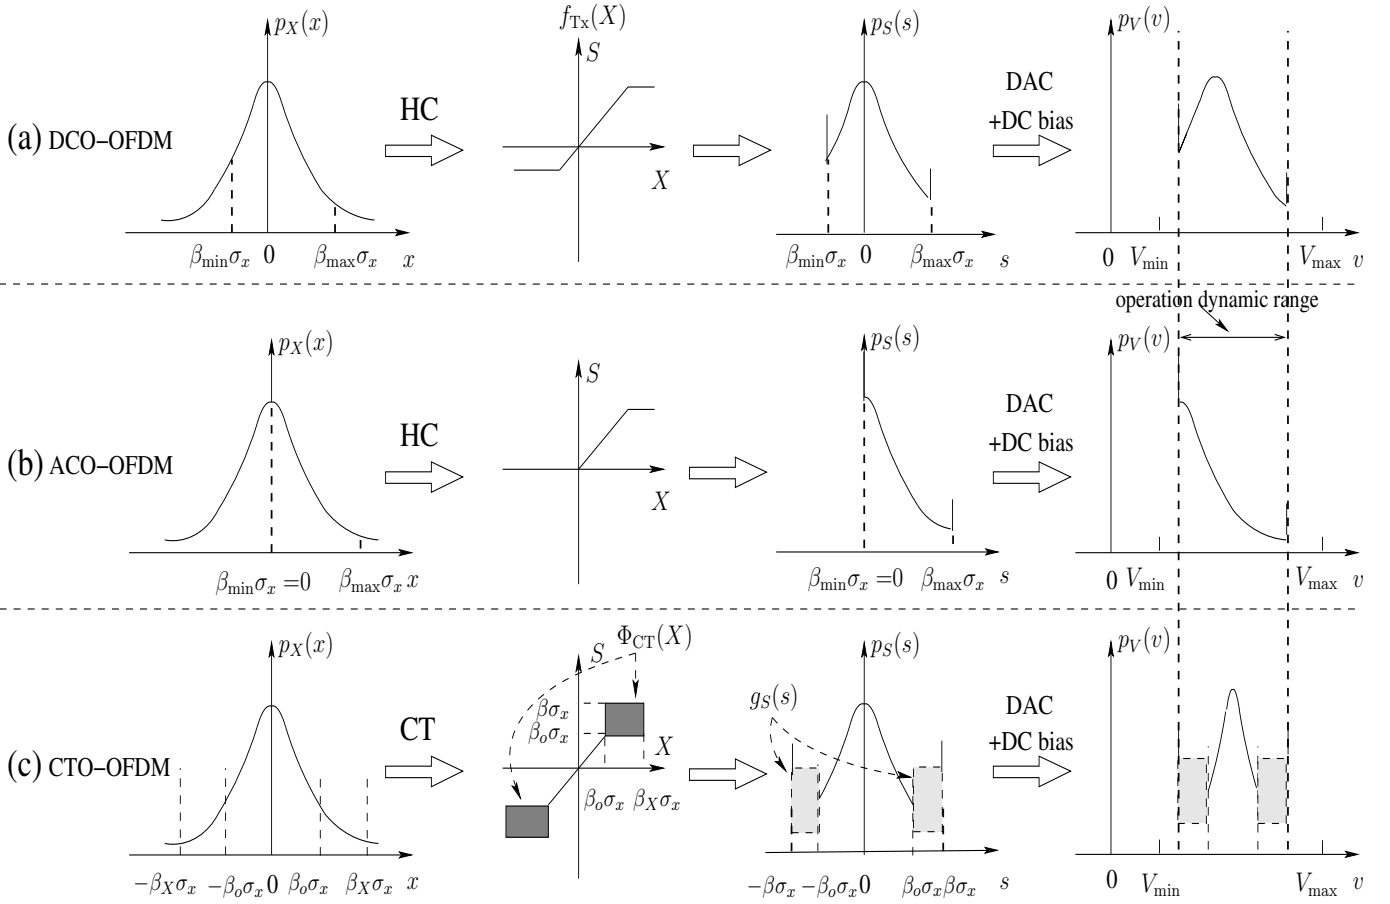 p_X(x)
f_Tx(X)
S
p_S(s)
p_V(v)
(a) DCO−OFDM
HC
X
DAC
+DC bias
β_min σ_x 0 β_max σ_x x
β_min σ_x 0 β_max σ_x s
0 V_min V_max v
operation dynamic range
p_X(x)
S
p_S(s)
p_V(v)
(b) ACO−OFDM
HC
X
DAC
+DC bias
β_min σ_x =0 β_max σ_x x
β_min σ_x =0 β_max σ_x s
0 V_min V_max v
p_X(x)
Φ_CT(X)
S
p_S(s)
p_V(v)
(c) CTO−OFDM
CT
βσ_x
β_o σ_x
X
β_o σ_x β_X σ_x
g_S(s)
DAC
+DC bias
−β_X σ_x −β_o σ_x 0 β_o σ_x β_X σ_x x
−βσ_x −β_o σ_x 0 β_o σ_x βσ_x s
0 V_min V_max v